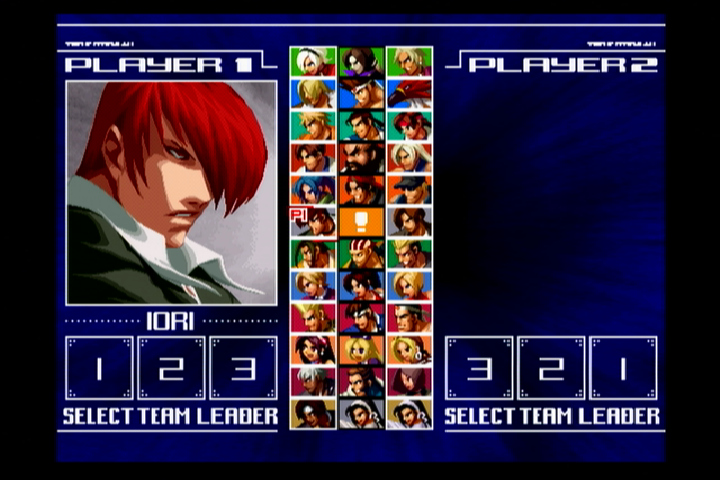 PLAYER 1
PLAYER 2
P1
IORI
1 2 3
3 2 1
SELECT TEAM LEADER
SELECT TEAM LEADER